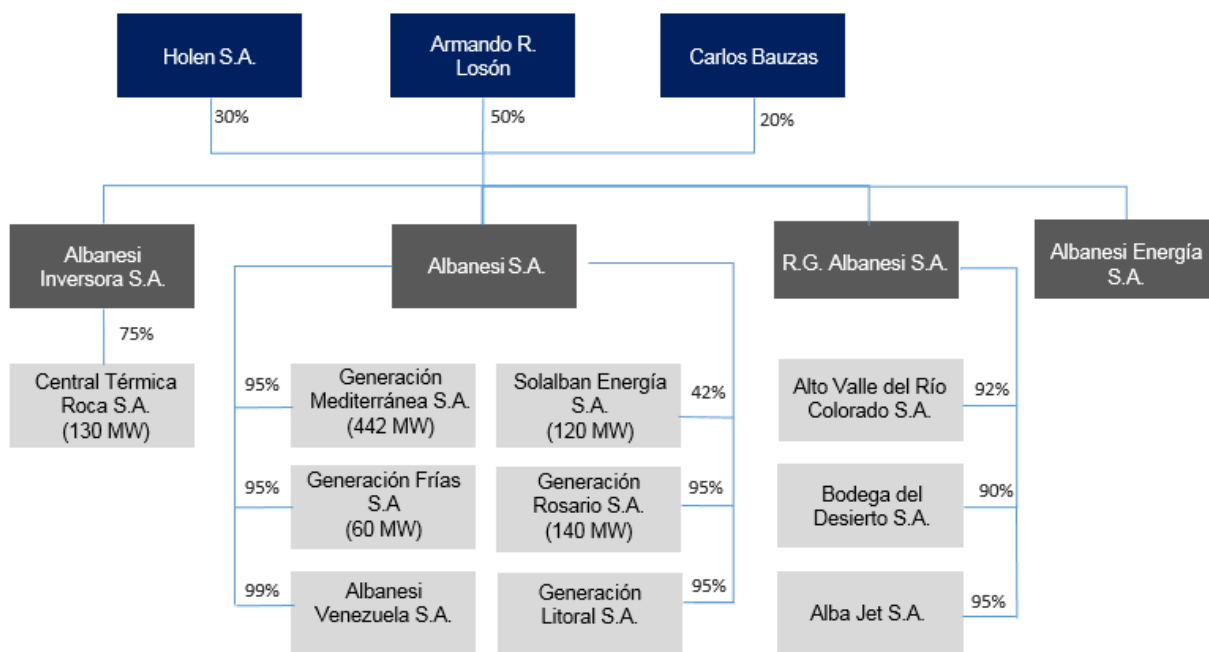 Holen S.A.
Armando R.
Losón
Carlos Bauzas
30%
50%
20%
Albanesi
Inversora S.A.
Albanesi S.A.
R.G. Albanesi S.A.
Albanesi Energía
S.A.
75%
Central Térmica
Roca S.A.
(130 MW)
95%
Generación
Mediterránea S.A.
(442 MW)
Solalban Energía
S.A.
(120 MW)
42%
Alto Valle del Río
Colorado S.A.
92%
95%
Generación Frías
S.A
(60 MW)
Generación
Rosario S.A.
(140 MW)
95%
Bodega del
Desierto S.A.
90%
99%
Albanesi
Venezuela S.A.
Generación
Litoral S.A.
95%
Alba Jet S.A.
95%